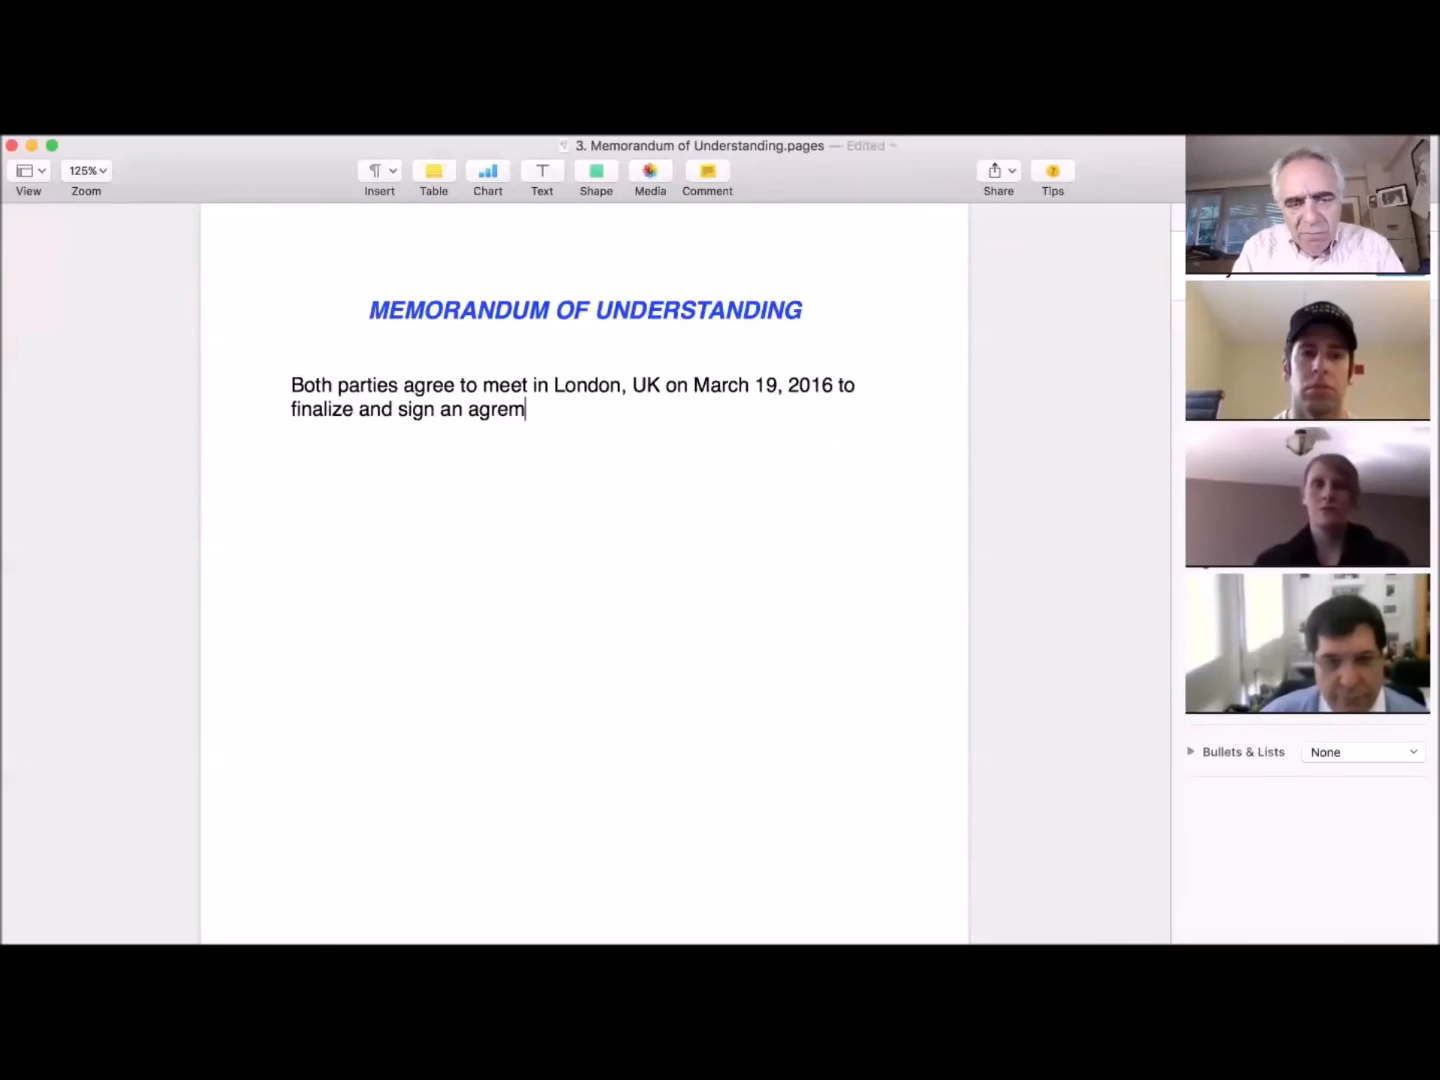 3. Memorandum of Understanding.pages — Edited
125%
View
Zoom
Insert
Table
Chart
Text
Shape
Media
Comment
Share
Tips
MEMORANDUM OF UNDERSTANDING
Both parties agree to meet in London, UK on March 19, 2016 to
finalize and sign an agrem
Bullets & Lists
None